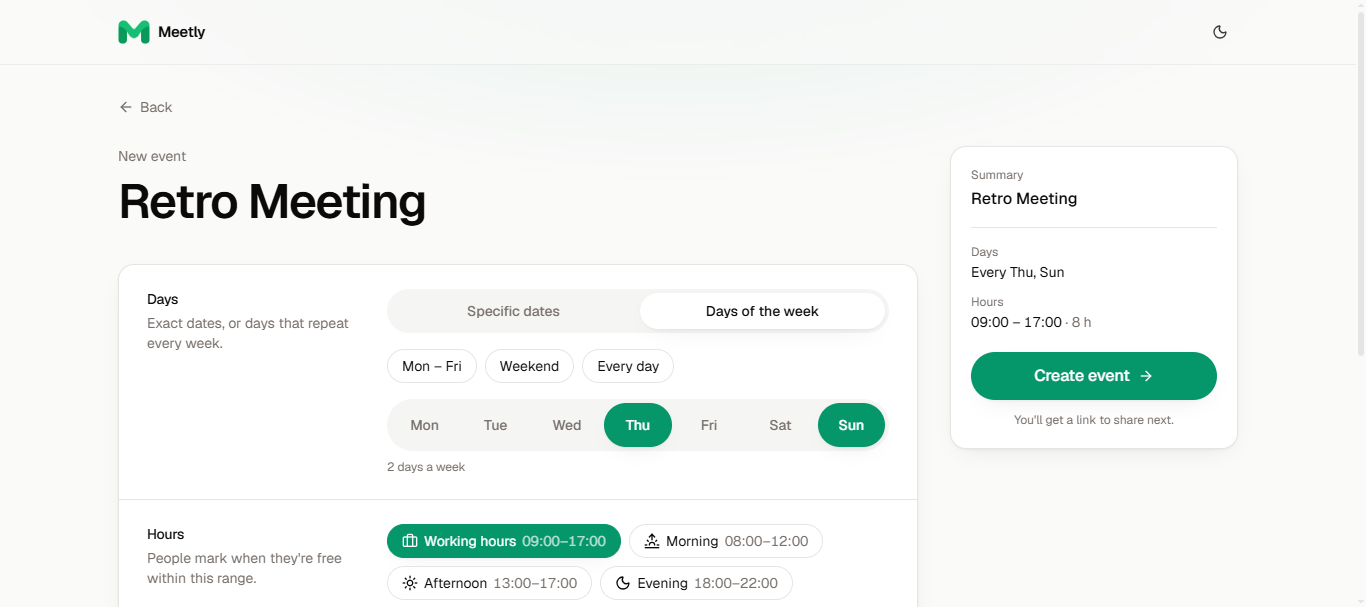 Meetly
Back
New event
Retro Meeting
Days
Exact dates, or days that repeat
every week.
Specific dates
Days of the week
Mon – Fri
Weekend
Every day
Mon
Tue
Wed
Thu
Fri
Sat
Sun
2 days a week
Hours
People mark when they're free
within this range.
Working hours 09:00–17:00
Morning 08:00–12:00
Afternoon 13:00–17:00
Evening 18:00–22:00
Summary
Retro Meeting
Days
Every Thu, Sun
Hours
09:00 – 17:00 · 8 h
Create event
You'll get a link to share next.